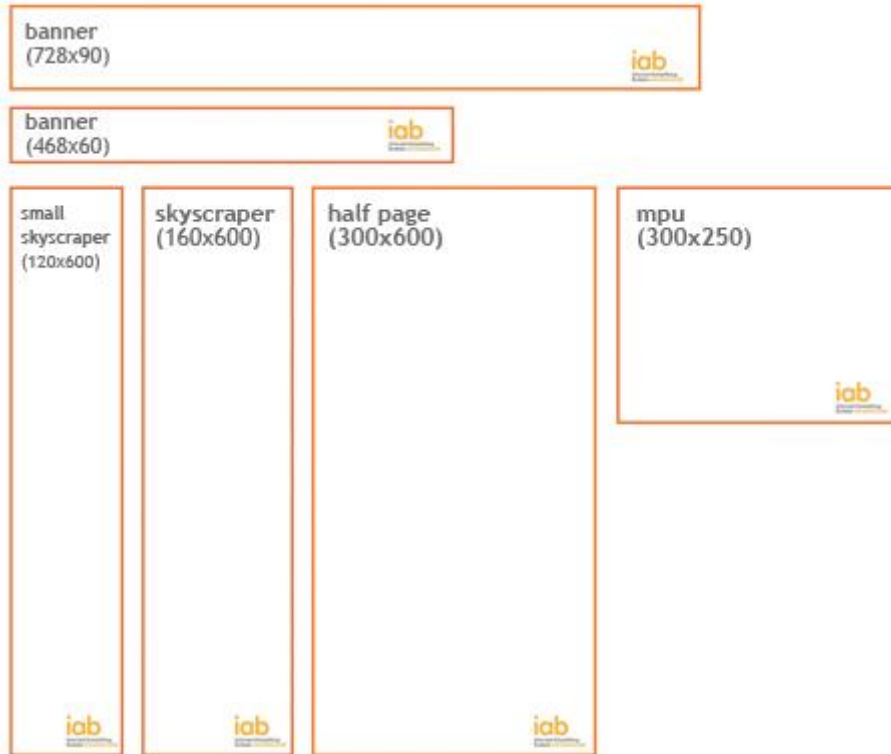 banner
(728x90)
iab
banner
(468x60)
iab
small
skyscraper
(120x600)
iab
skyscraper
(160x600)
iab
half page
(300x600)
iab
mpu
(300x250)
iab